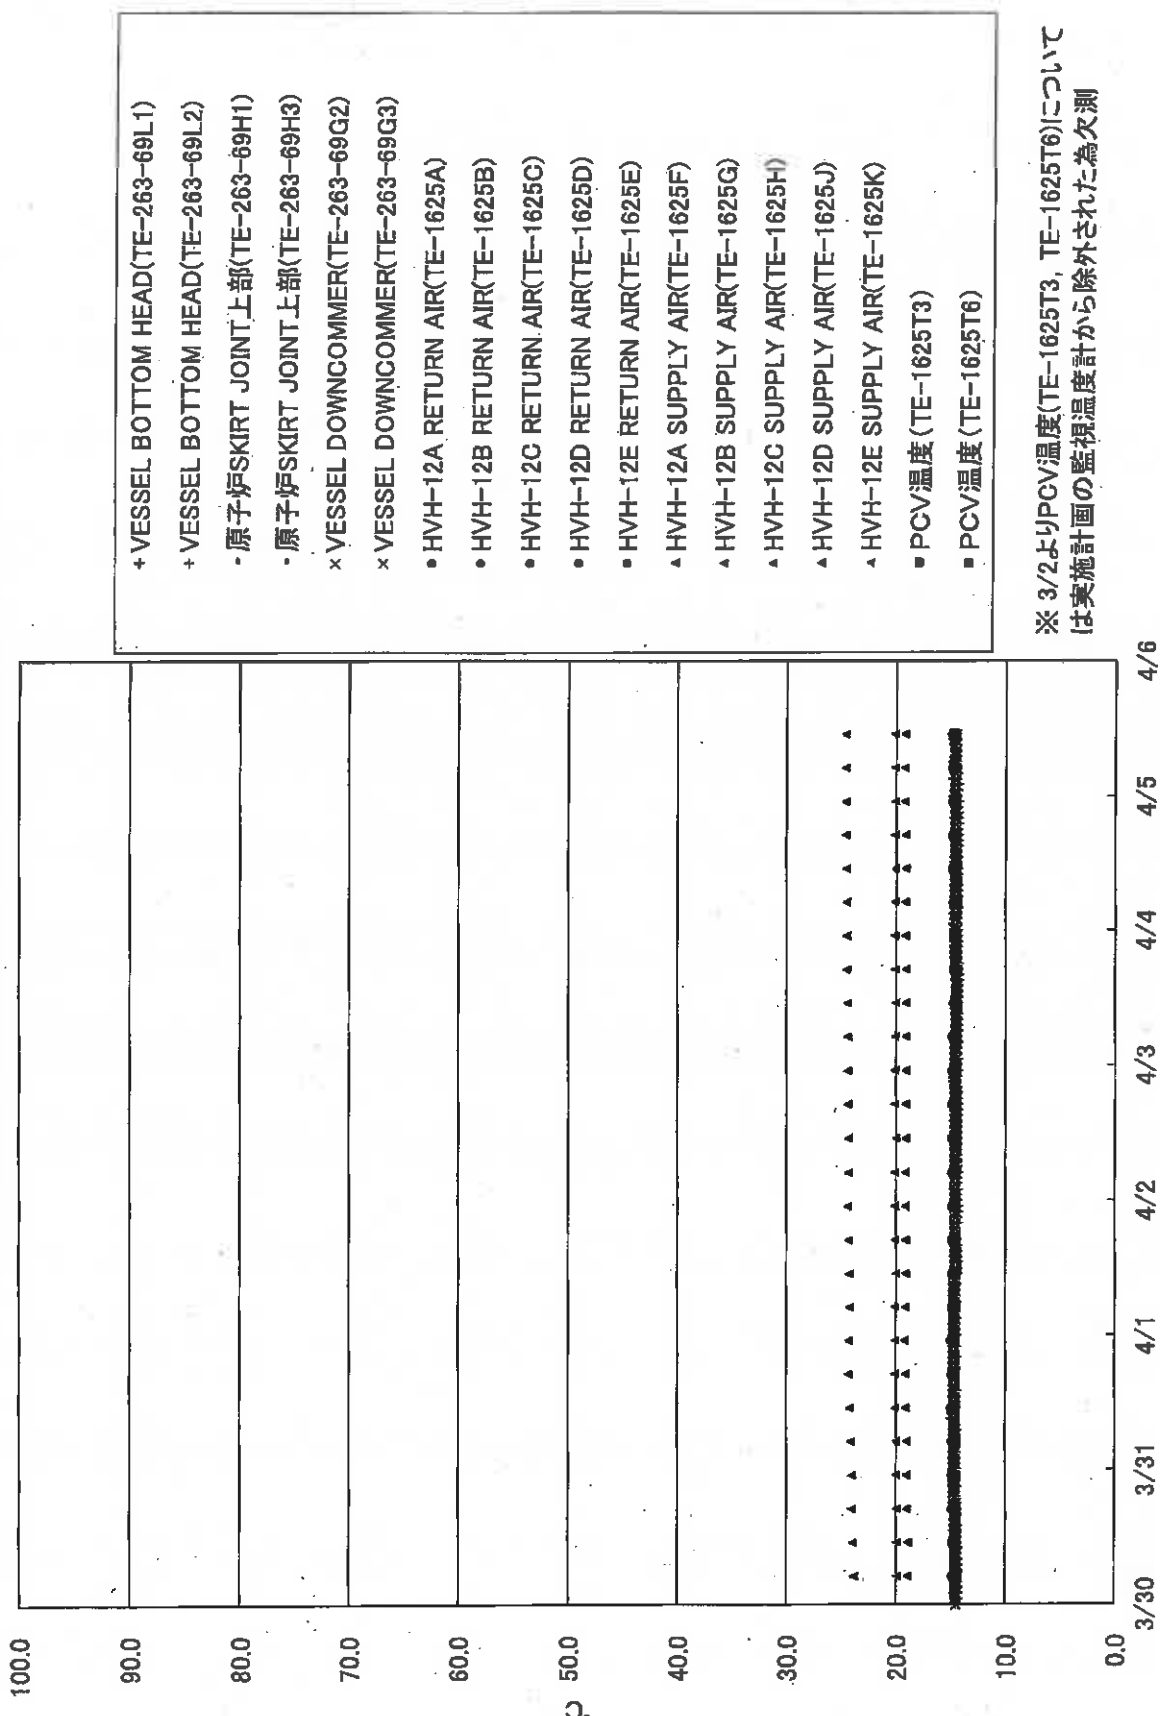 100.0
90.0
80.0
70.0
60.0
50.0
40.0
30.0
20.0
10.0
0.0
℃
3/30
3/31
4/1
4/2
4/3
4/4
4/5
4/6
+ VESSEL BOTTOM HEAD(TE-263-69L1)
+ VESSEL BOTTOM HEAD(TE-263-69L2)
- 原子炉SKIRT JOINT上部(TE-263-69H1)
- 原子炉SKIRT JOINT上部(TE-263-69H3)
× VESSEL DOWNCOMMER(TE-263-69G2)
× VESSEL DOWNCOMMER(TE-263-69G3)
● HVH-12A RETURN AIR(TE-1625A)
● HVH-12B RETURN AIR(TE-1625B)
● HVH-12C RETURN AIR(TE-1625C)
● HVH-12D RETURN AIR(TE-1625D)
● HVH-12E RETURN AIR(TE-1625E)
▲ HVH-12A SUPPLY AIR(TE-1625F)
▲ HVH-12B SUPPLY AIR(TE-1625G)
▲ HVH-12C SUPPLY AIR(TE-1625H)
▲ HVH-12D SUPPLY AIR(TE-1625J)
▲ HVH-12E SUPPLY AIR(TE-1625K)
■ PCV温度(TE-1625T3)
■ PCV温度(TE-1625T6)
※ 3/2よりPCV温度(TE-1625T3, TE-1625T6)について
は実施計画の監視温度計から除外された為欠測